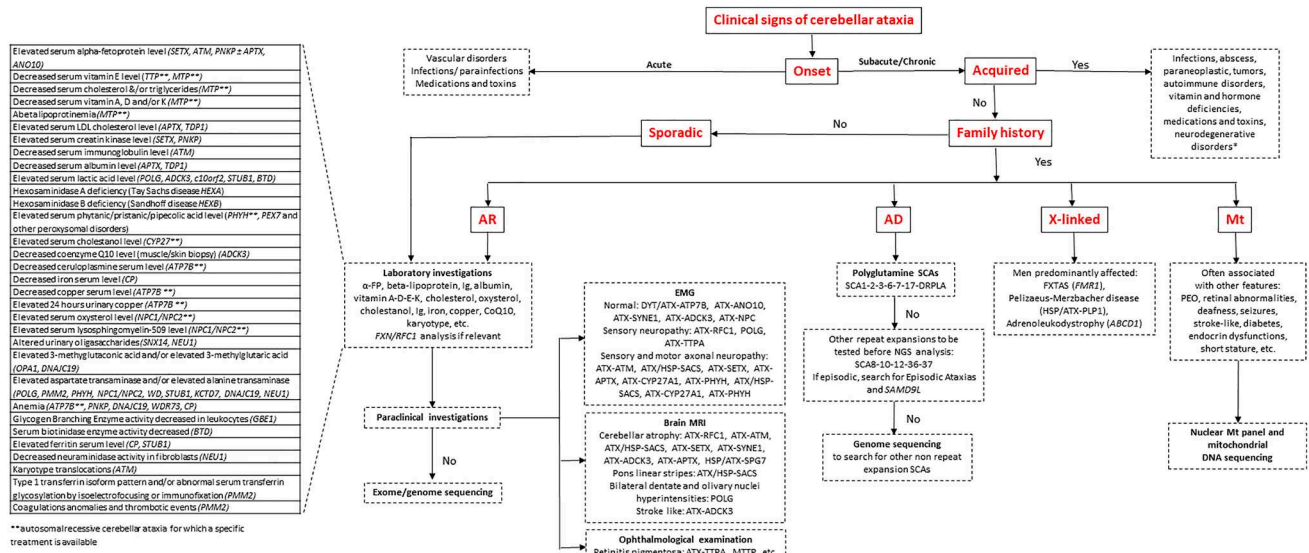 Clinical signs of cerebellar ataxia
Acute
Onset
Subacute/Chronic
Acquired
Yes
Vascular disorders
Infections/ parainfections
Medications and toxins
Infections, abscess,
paraneoplastic, tumors,
autoimmune disorders,
vitamin and hormone
deficiencies,
medications and toxins,
neurodegenerative
disorders*
No
Sporadic
No
Family history
Yes
AR
AD
X-linked
Mt
Elevated serum alpha-fetoprotein level (SETX, ATM, PNKP ± APTX,
ANO10)
Decreased serum vitamin E level (TTP**, MTP**)
Decreased serum cholesterol &/or triglycerides (MTP**)
Decreased serum vitamin A, D and/or K (MTP**)
Abetalipoprotinemia (MTP**)
Elevated serum LDL cholesterol level (APTX, TDP1)
Elevated serum creatin kinase level (SETX, PNKP)
Decreased serum immunoglobulin level (ATM)
Decreased serum albumin level (APTX, TDP1)
Elevated serum lactic acid level (POLG, ADCK3, c10orf2, STUB1, BTD)
Hexosaminidase A deficiency (Tay Sachs disease HEXA)
Hexosaminidase B deficiency (Sandhoff disease HEXB)
Elevated serum phytanic/pristanic/pipecolic acid level (PHYH**, PEX7 and
other peroxysomal disorders)
Elevated serum cholestanol level (CYP27**)
Decreased coenzyme Q10 level (muscle/skin biopsy) (ADCK3)
Decreased ceruloplasmine serum level (ATP7B**)
Decreased iron serum level (CP)
Decreased copper serum level (ATP7B **)
Elevated 24 hours urinary copper (ATP7B **)
Elevated serum oxysterol level (NPC1/NPC2**)
Elevated serum lysosphingomyelin-509 level (NPC1/NPC2**)
Altered urinary oligasaccharides (SNX14, NEU1)
Elevated 3-methyglutaconic acid and/or elevated 3-methylglutaric acid
(OPA1, DNAJC19)
Elevated aspartate transaminase and/or elevated alanine transaminase
(POLG, PMM2, PHYH, NPC1/NPC2, WD, STUB1, KCTD7, DNAJC19, NEU1)
Anemia (ATP7B**, PNKP, DNAJC19, WDR73, CP)
Glycogen Branching Enzyme activity decreased in leukocytes (GBE1)
Serum biotinidase enzyme activity decreased (BTD)
Elevated ferritin serum level (CP, STUB1)
Decreased neuraminidase activity in fibroblasts (NEU1)
Karyotype translocations (ATM)
Type 1 transferrin isoform pattern and/or abnormal serum transferrin
glycosylation by isoelectrofocusing or immunofixation (PMM2)
Coagulations anomalies and thrombotic events (PMM2)
**autosomal recessive cerebellar ataxia for which a specific
treatment is available
Laboratory investigations
α-FP, beta-lipoprotein, Ig, albumin,
vitamin A-D-E-K, cholesterol, oxysterol,
cholestanol, Ig, iron, copper, CoQ10,
karyotype, etc.
FXN/RFC1 analysis if relevant
Paraclinical investigations
No
Exome/genome sequencing
EMG
Normal: DYT/ATX-ATP7B, ATX-ANO10,
ATX-SYNE1, ATX-ADCK3, ATX-NPC
Sensory neuropathy: ATX-RFC1, POLG,
ATX-TTPA
Sensory and motor axonal neuropathy:
ATX-ATM, ATX/HSP-SACS, ATX-SETX, ATX-
APTX, ATX-CYP27A1, ATX-PHYH, ATX/HSP-
SACS, ATX-CYP27A1, ATX-PHYH
Brain MRI
Cerebellar atrophy: ATX-RFC1, ATX-ATM,
ATX/HSP-SACS, ATX-SETX, ATX-SYNE1,
ATX-ADCK3, ATX-APTX, HSP/ATX-SPG7
Pons linear stripes: ATX/HSP-SACS
Bilateral dentate and olivary nuclei
hyperintensities: POLG
Stroke like: ATX-ADCK3
Ophthalmological examination
Retinitis pigmentosa: ATX-TTPA, MTTP, etc.
Polyglutamine SCAs
SCA1-2-3-6-7-17-DRPLA
No
Other repeat expansions to be
tested before NGS analysis:
SCA8-10-12-36-37
If episodic, search for Episodic Ataxias
and SAMD9L
No
Genome sequencing
to search for other non repeat
expansion SCAs
Men predominantly affected:
FXTAS (FMR1),
Pelizaeus-Merzbacher disease
(HSP/ATX-PLP1),
Adrenoleukodystrophy (ABCD1)
Often associated
with other features:
PEO, retinal abnormalities,
deafness, seizures,
stroke-like, diabetes,
endocrin dysfunctions,
short stature, etc.
Nuclear Mt panel and
mitochondrial
DNA sequencing